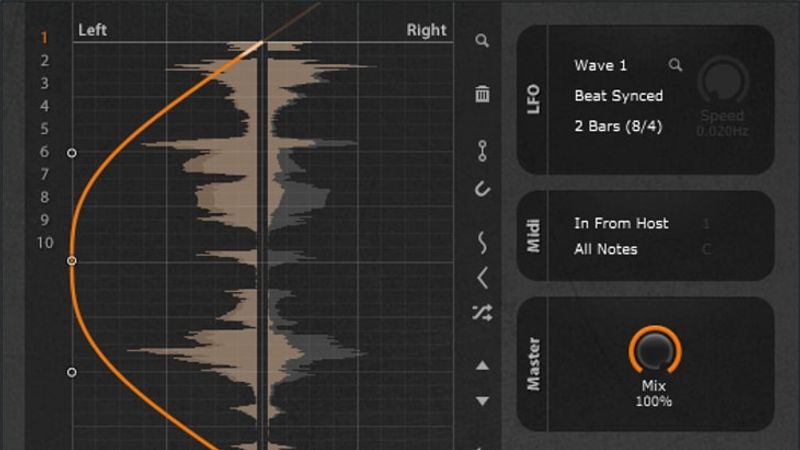 Left
Right
1
2
3
4
5
6
7
8
9
10
LFO
Wave 1
Beat Synced
2 Bars (8/4)
Speed
0.020Hz
Midi
In From Host
1
All Notes
C
Master
Mix
100%